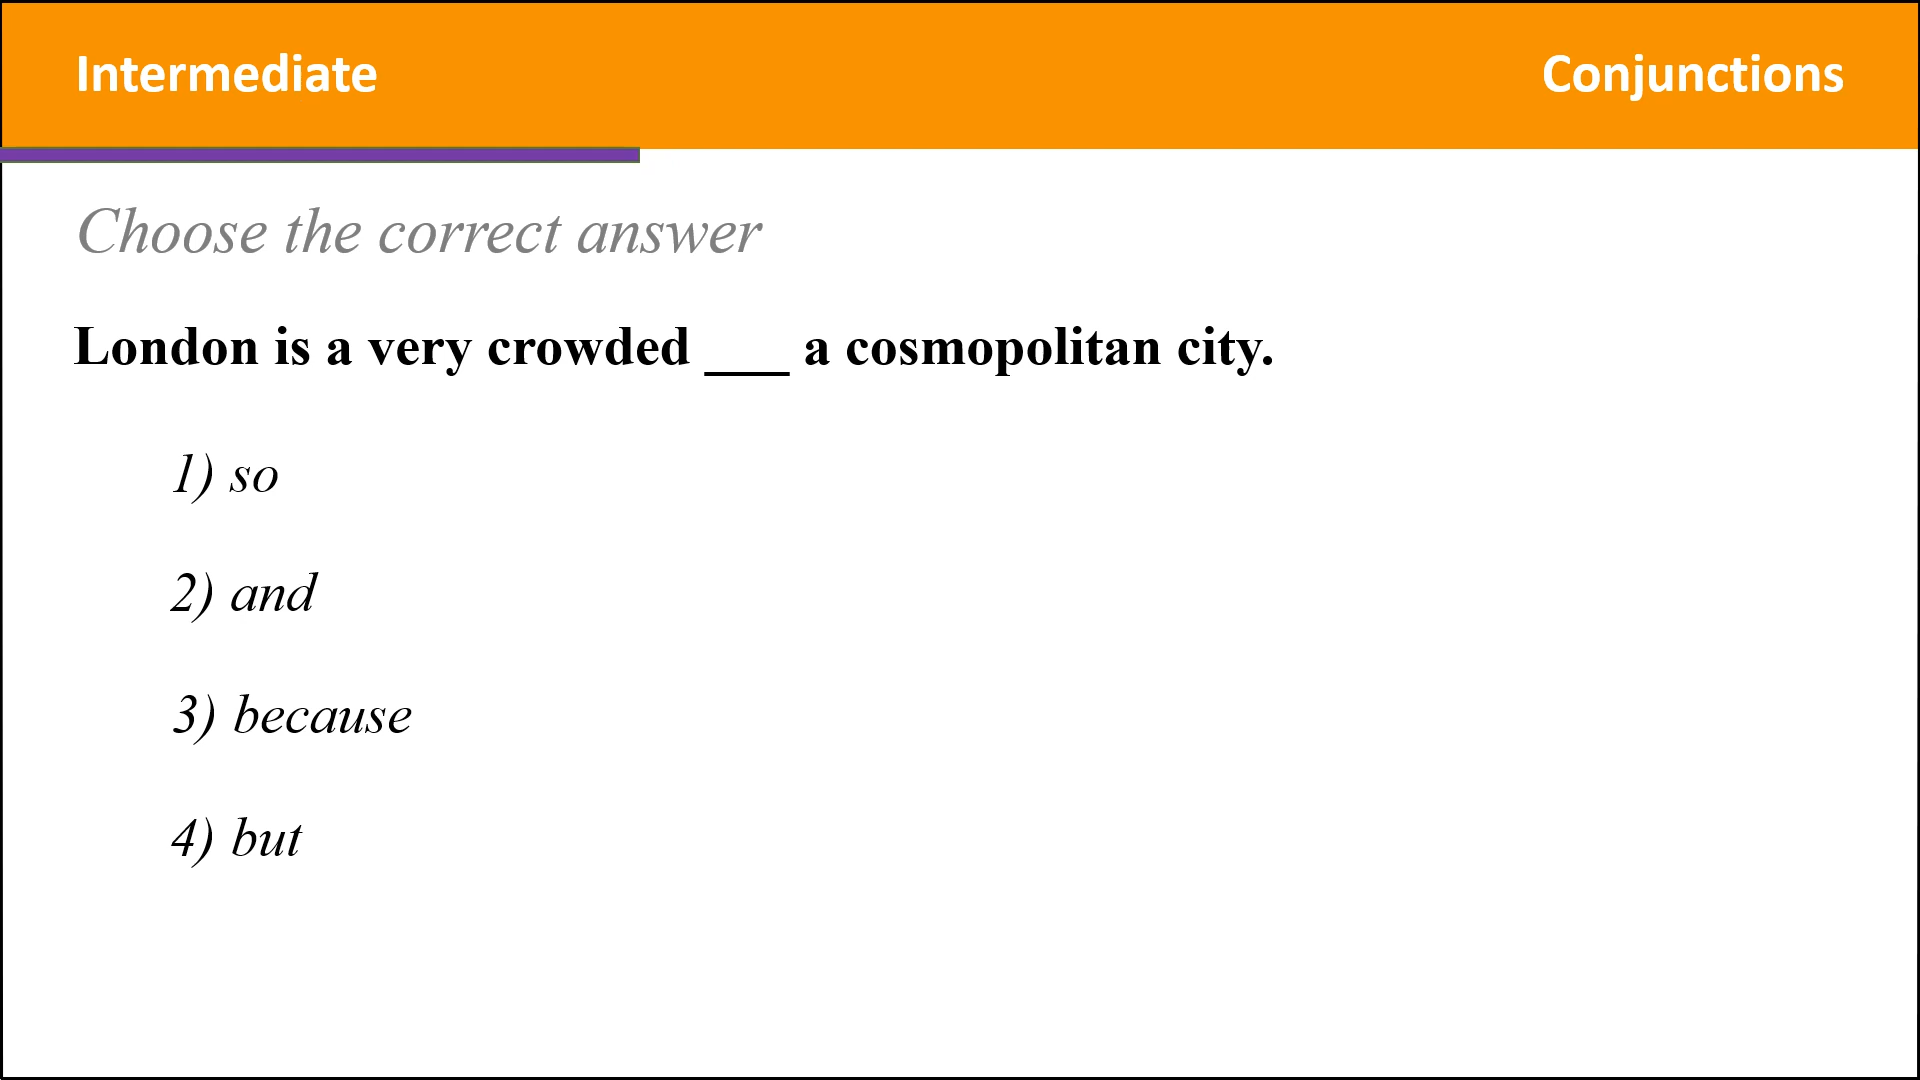 Intermediate
Conjunctions
Choose the correct answer
London is a very crowded ___ a cosmopolitan city.
1) so
2) and
3) because
4) but